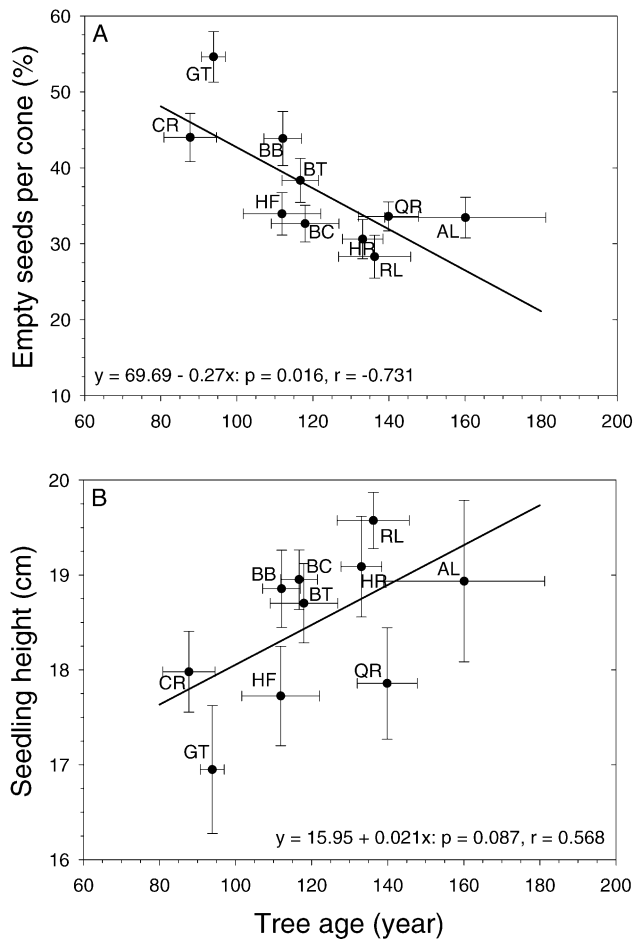 A
60
50
40
30
20
10
Empty seeds per cone (%)
GT
CR
BB
BT
HF
BC
QR
HR
AL
RL
y = 69.69 - 0.27x: p = 0.016, r = -0.731
60 80 100 120 140 160 180 200
B
20
19
18
17
16
Seedling height (cm)
RL
BC
BB
HR
AL
BT
CR
HF
QR
GT
y = 15.95 + 0.021x: p = 0.087, r = 0.568
60 80 100 120 140 160 180 200
Tree age (year)